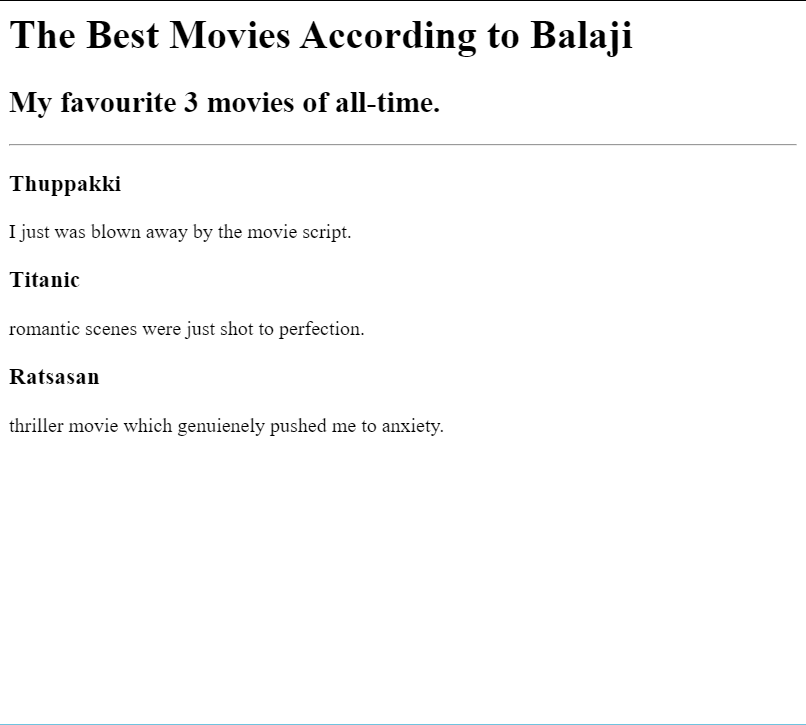 The Best Movies According to Balaji
My favourite 3 movies of all-time.
Thuppakki
I just was blown away by the movie script.
Titanic
romantic scenes were just shot to perfection.
Ratsasan
thriller movie which genuienely pushed me to anxiety.